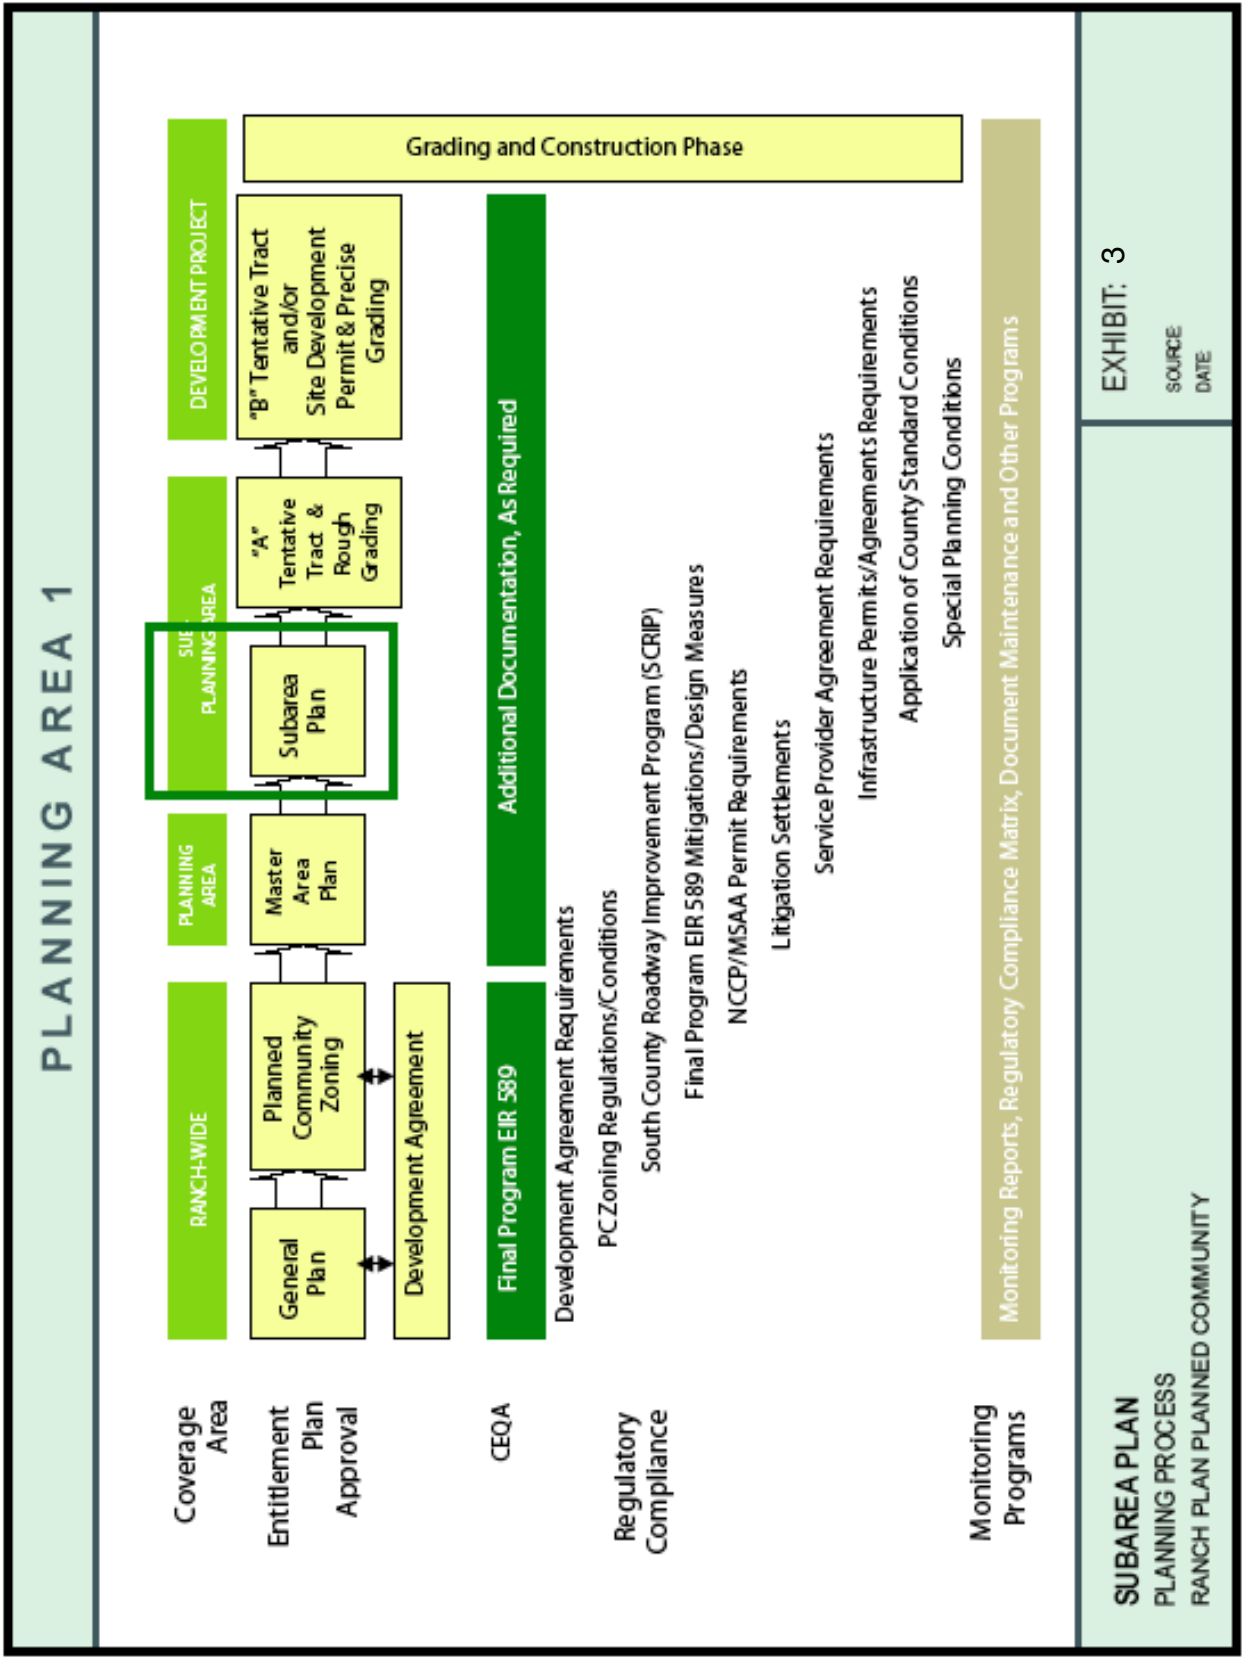 PLANNING AREA 1
Coverage
Area
RANCH-WIDE
PLANNING
AREA
SUB-
PLANNING AREA
DEVELOPMENT PROJECT
Entitlement
Plan
Approval
General
Plan
Planned
Community
Zoning
Master
Area
Plan
Subarea
Plan
"A"
Tentative
Tract &
Rough
Grading
"B" Tentative Tract
and/or
Site Development
Permit & Precise
Grading
Grading and Construction Phase
Development Agreement
CEQA
Final Program EIR 589
Additional Documentation, As Required
Regulatory
Compliance
Development Agreement Requirements
PC Zoning Regulations/Conditions
South County Roadway Improvement Program (SCRIP)
Final Program EIR 589 Mitigations/Design Measures
NCCP/MSAA Permit Requirements
Litigation Settlements
Service Provider Agreement Requirements
Infrastructure Permits/Agreements Requirements
Application of County Standard Conditions
Special Planning Conditions
Monitoring
Programs
Monitoring Reports, Regulatory Compliance Matrix, Document Maintenance and Other Programs
SUBAREA PLAN
PLANNING PROCESS
RANCH PLAN PLANNED COMMUNITY
EXHIBIT: 3
SOURCE:
DATE: